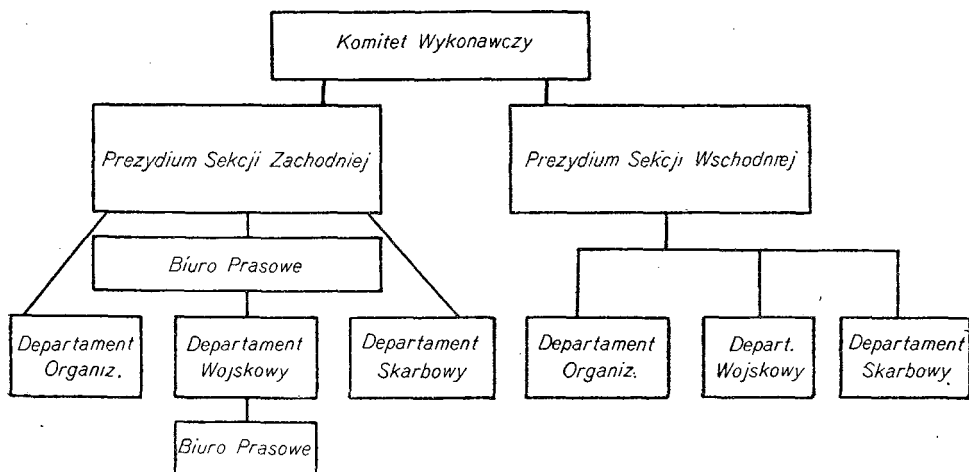 Komitet Wykonawczy
Prezydium Sekcji Zachodniej
Prezydium Sekcji Wschodniej
Biuro Prasowe
Departament
Organiz.
Departament
Wojskowy
Departament
Skarbowy
Departament
Organiz.
Depart.
Wojskowy
Departament
Skarbowy
Biuro Prasowe